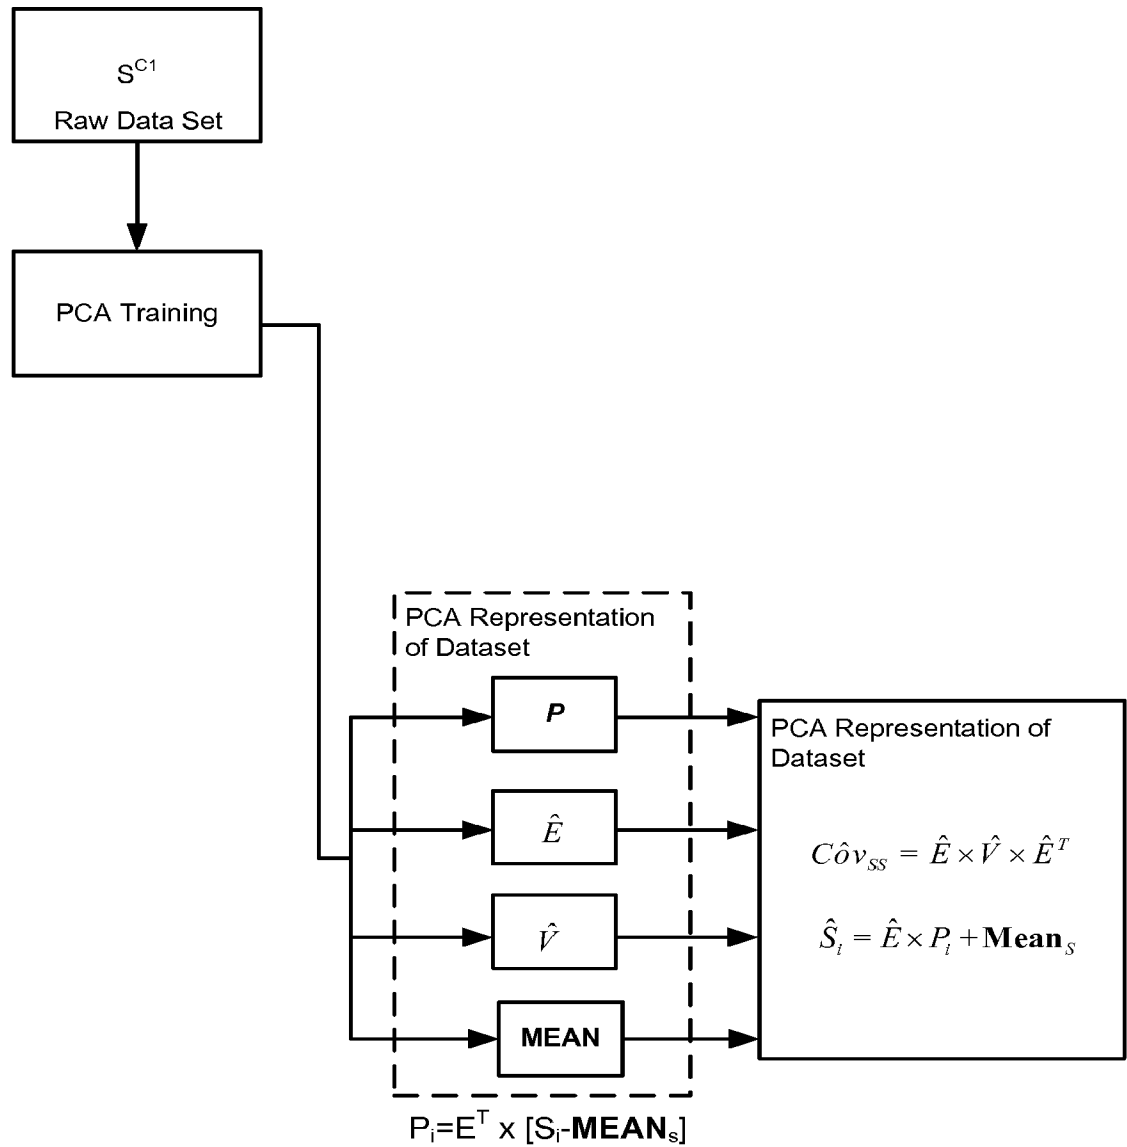 S^C1
Raw Data Set
PCA Training
PCA Representation
of Dataset
P
Ê
V̂
MEAN
P_i=E^T x [S_i-MEAN_s]
PCA Representation of
Dataset
Côv_SS = Ê × V̂ × Ê^T
Ŝ_i = Ê × P_i + Mean_S